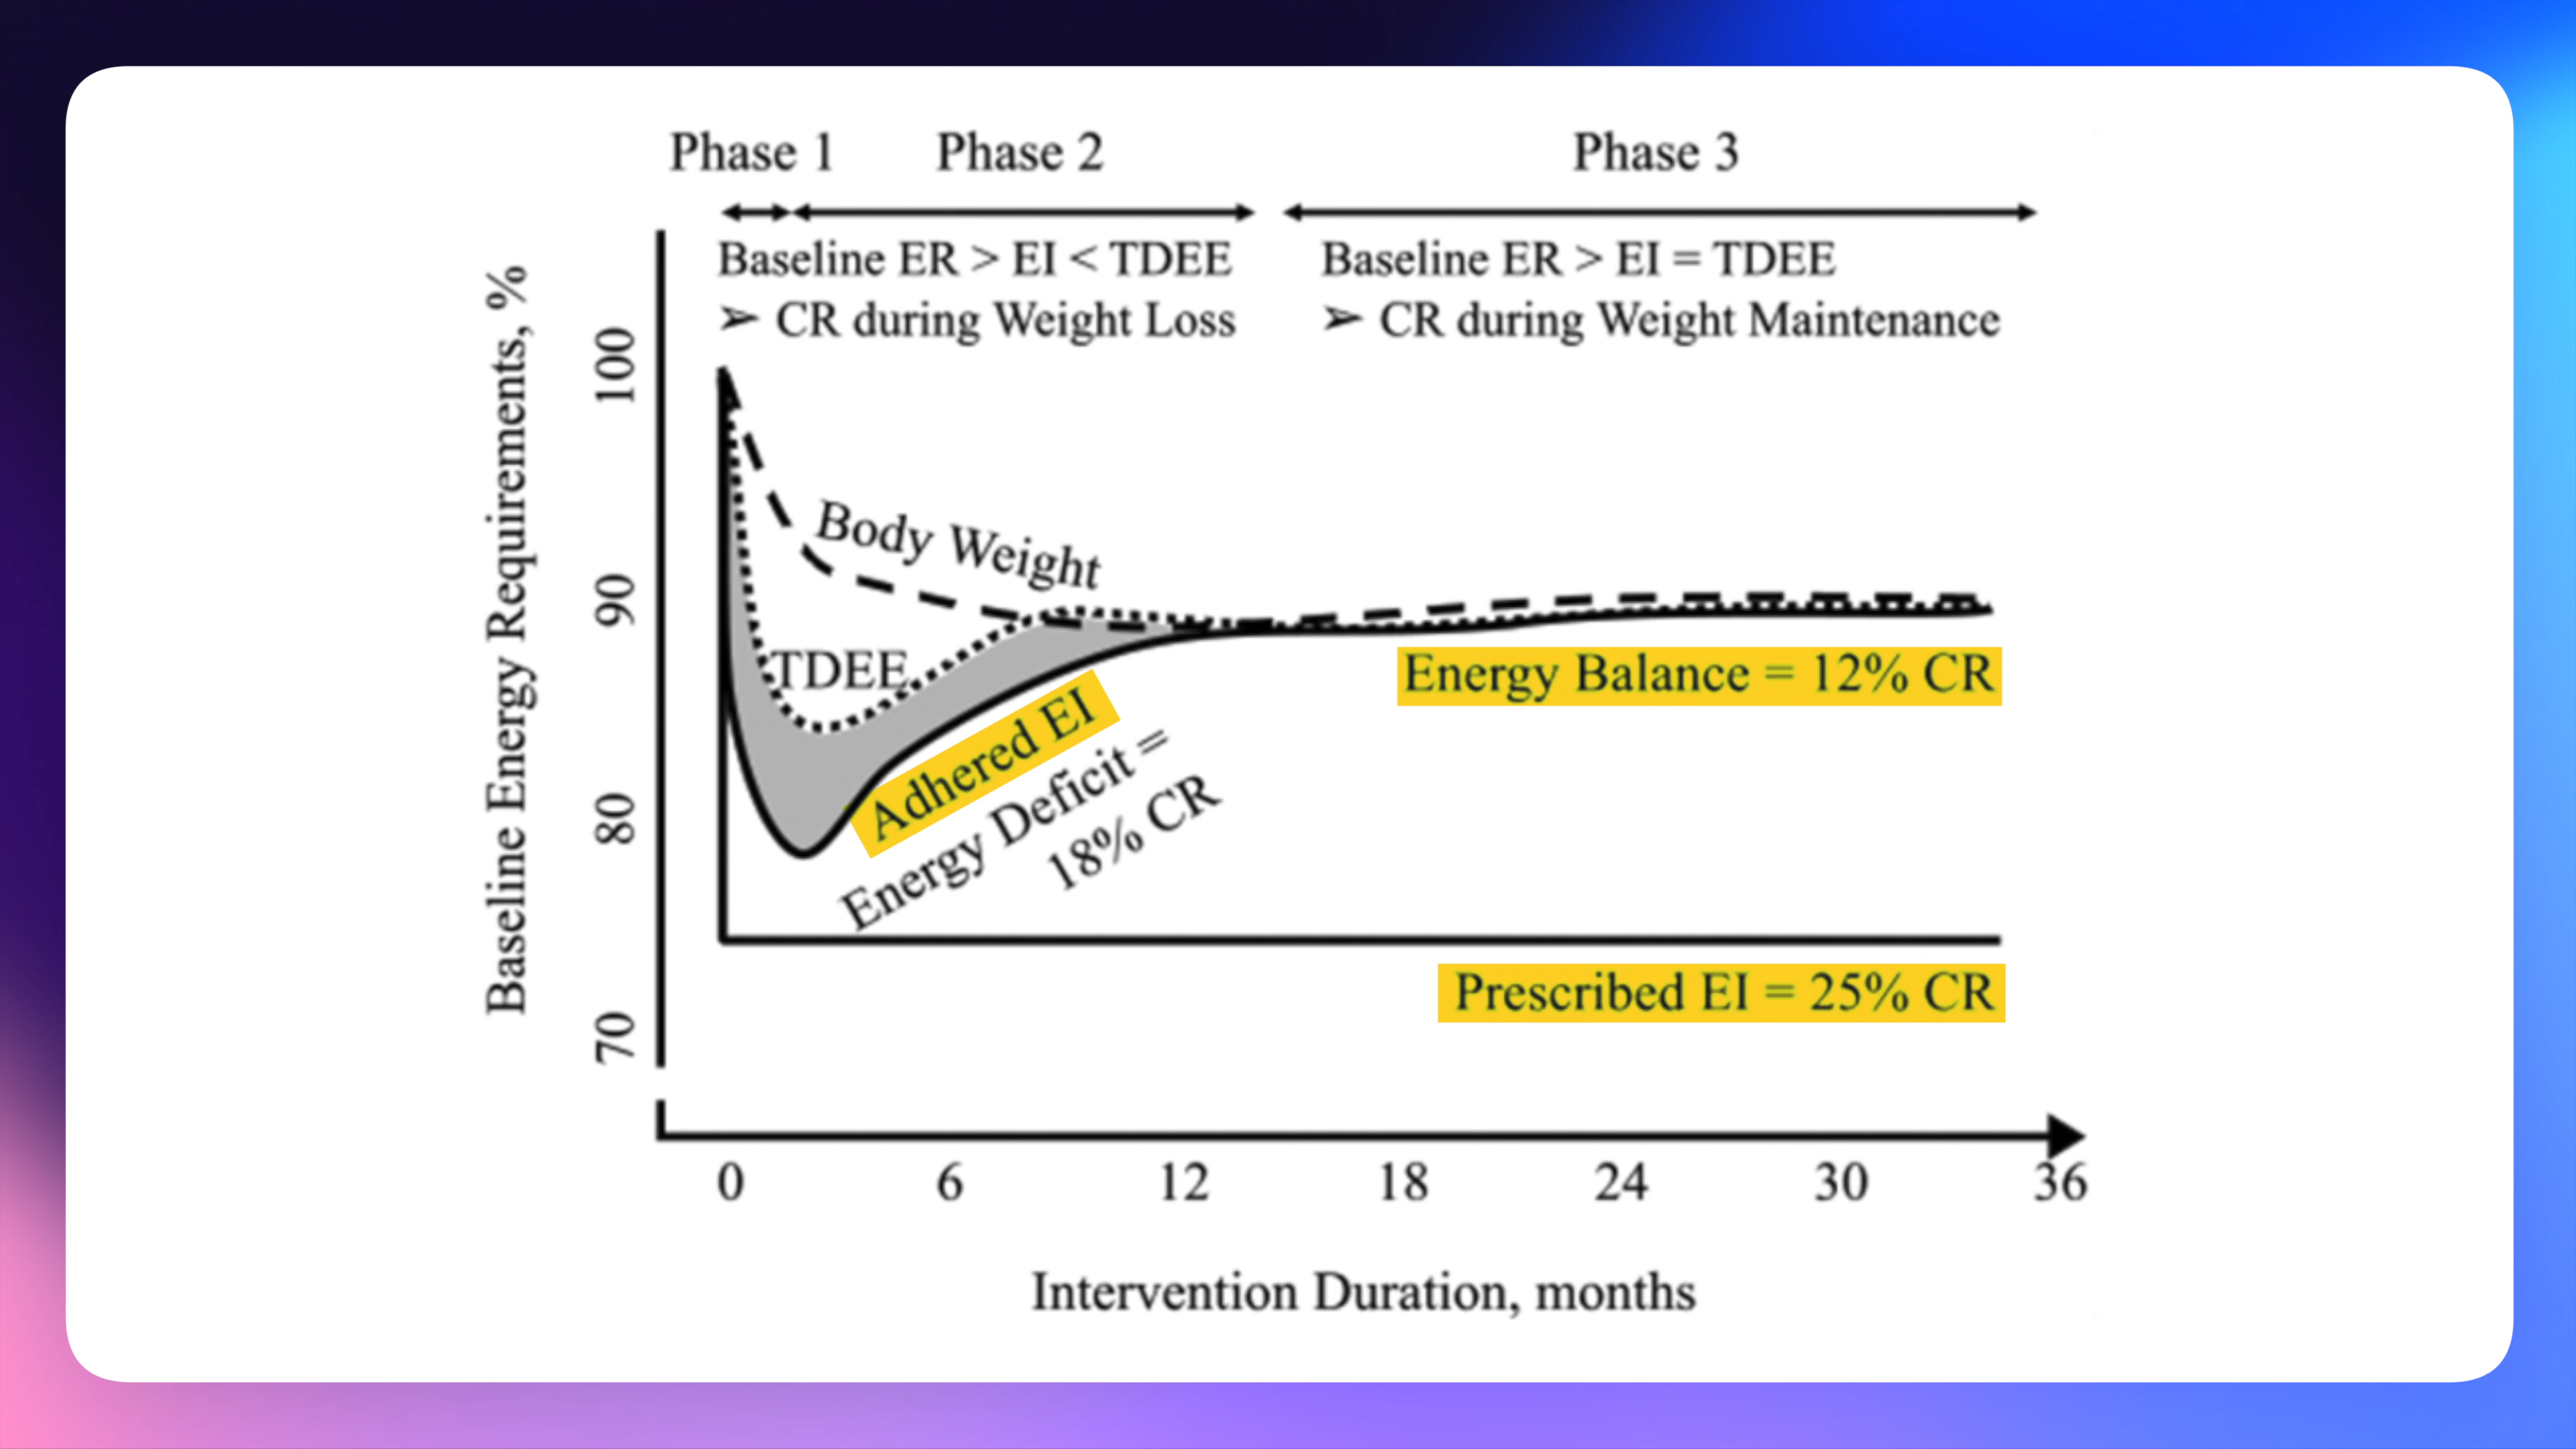 Phase 1 Phase 2 Phase 3
Baseline ER > EI < TDEE
➢ CR during Weight Loss
Baseline ER > EI = TDEE
➢ CR during Weight Maintenance
Baseline Energy Requirements, %
100
90
80
70
Body Weight
TDEE
Adhered EI
Energy Deficit =
18% CR
Energy Balance = 12% CR
Prescribed EI = 25% CR
0 6 12 18 24 30 36
Intervention Duration, months